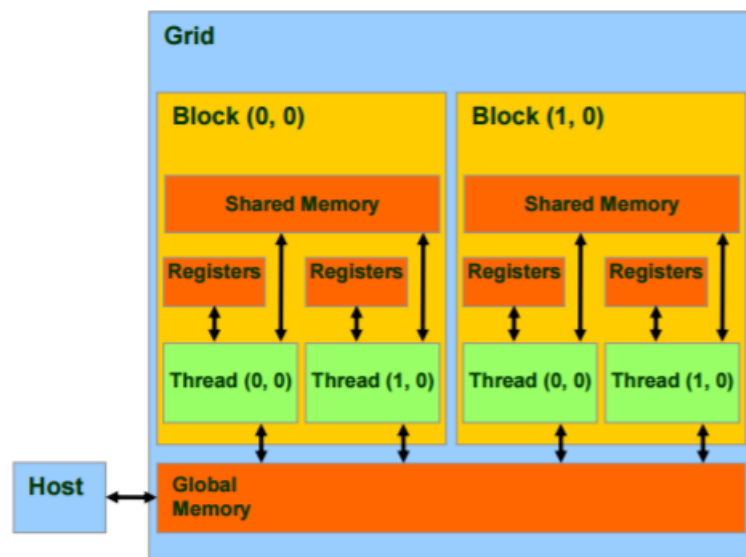 Grid
Block (0, 0)
Block (1, 0)
Shared Memory
Shared Memory
Registers
Registers
Registers
Registers
Thread (0, 0)
Thread (1, 0)
Thread (0, 0)
Thread (1, 0)
Host
Global
Memory